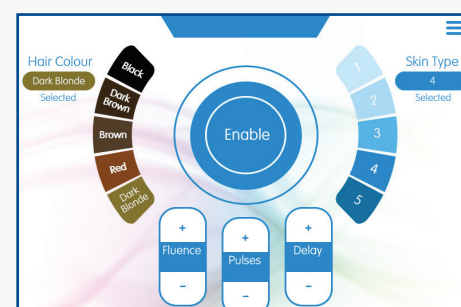 Hair Colour
Dark Blonde
Selected
Black
Dark
Brown
Brown
Red
Dark
Blonde
Enable
Skin Type
4
Selected
1
2
3
4
5
+
Fluence
−
+
Pulses
−
+
Delay
−